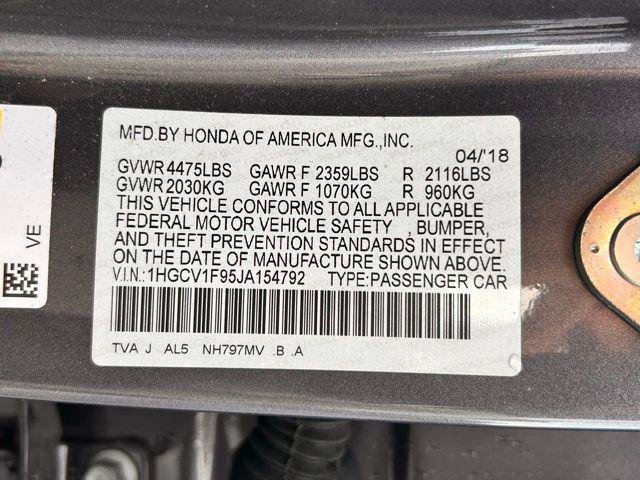 MFD.BY HONDA OF AMERICA MFG.,INC.
04/'18
GVWR 4475LBS GAWR F 2359LBS R 2116LBS
GVWR 2030KG GAWR F 1070KG R 960KG
THIS VEHICLE CONFORMS TO ALL APPLICABLE
FEDERAL MOTOR VEHICLE SAFETY , BUMPER,
AND THEFT PREVENTION STANDARDS IN EFFECT
ON THE DATE OF MANUFACTURE SHOWN ABOVE.
V.I.N.:1HGCV1F95JA154792 TYPE:PASSENGER CAR
TVA J AL5 NH797MV .B .A
VE